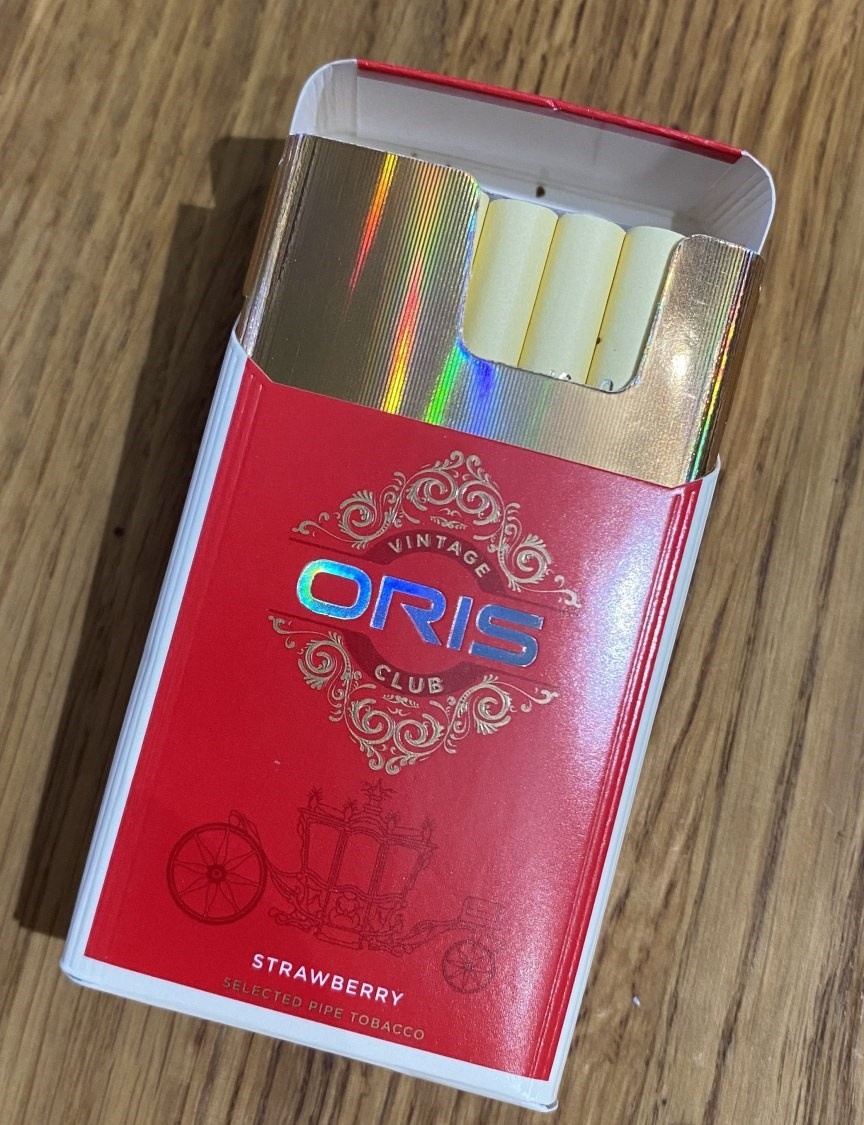 VINTAGE
ORIS
CLUB
STRAWBERRY
SELECTED PIPE TOBACCO